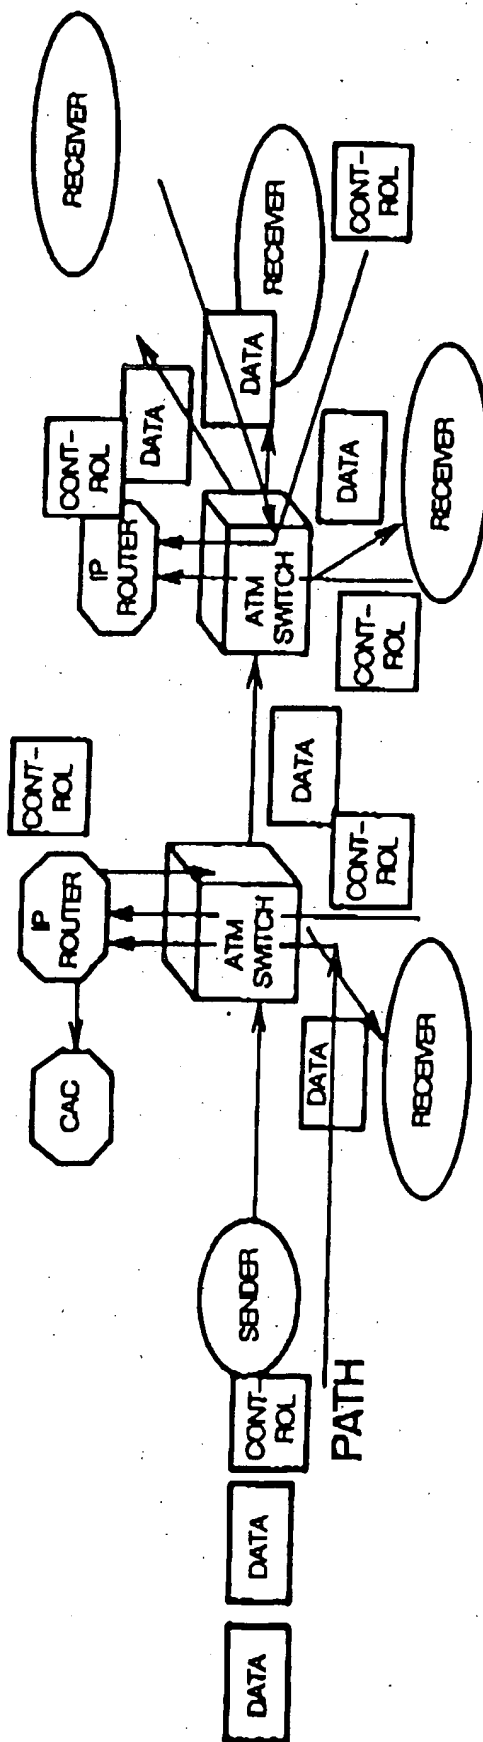 DATA
DATA
CONT-
ROL
SENDER
PATH
CAC
IP
ROUTER
CONT-
ROL
ATM
SWITCH
DATA
RECEIVER
DATA
CONT-
ROL
IP
ROUTER
CONT-
ROL
DATA
ATM
SWITCH
CONT-
ROL
DATA
RECEIVER
DATA
RECEIVER
CONT-
ROL
RECEIVER